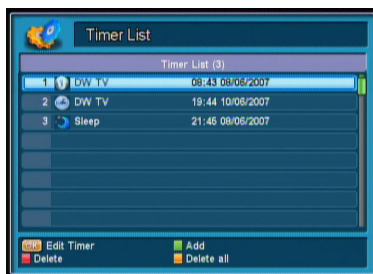 Timer List
Timer List (3)
1 DW TV 08:43 08/06/2007
2 DW TV 19:44 10/06/2007
3 Sleep 21:45 08/06/2007
OK Edit Timer Add
Delete Delete all